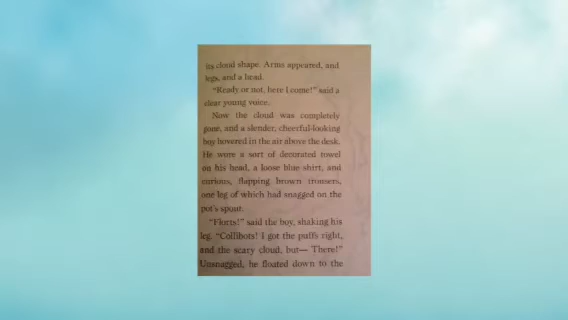 its cloud shape. Arms appeared, and
legs, and a head.
"Ready or not, here I come!" said a
clear young voice.
Now the cloud was completely
gone, and a slender, cheerful-looking
boy hovered in the air above the desk.
He wore a sort of decorated towel
on his head, a loose blue shirt, and
curious, flapping brown trousers,
one leg of which had snagged on the
pot's spout.
"Florts!" said the boy, shaking his
leg. "Collibots! I got the puffs right,
and the scary cloud, but— There!"
Unsnagged, he floated down to the